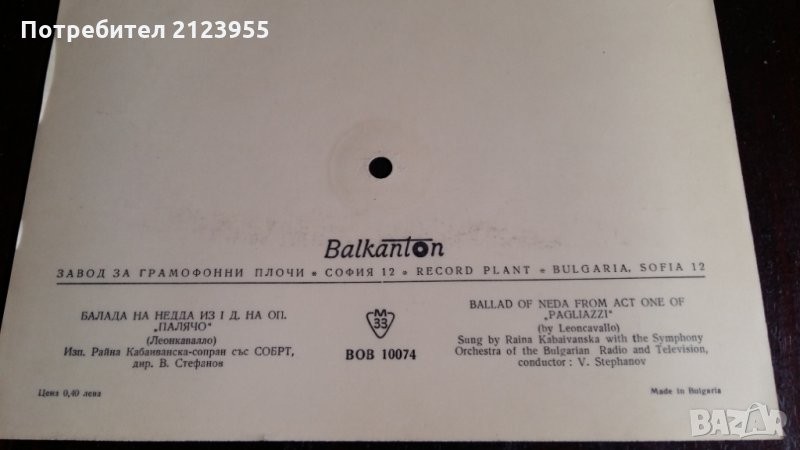 Потребител 2123955
Balkanton
ЗАВОД ЗА ГРАМОФОННИ ПЛОЧИ * СОФИЯ 12 * RECORD PLANT * BULGARIA, SOFIA 12
БАЛАДА НА НЕДДА ИЗ I Д. НА ОП.
„ПАЛЯЧО“
(Леонкавалло)
Изп. Райна Кабаиванска-сопран със СОБРТ,
дир. В. Стефанов
М
33
ВОВ 10074
BALLAD OF NEDA FROM ACT ONE OF
„PAGLIAZZI“
(by Leoncavallo)
Sung by Raina Kabaivanska with the Symphony
Orchestra of the Bulgarian Radio and Television,
conductor : V. Stephanov
Цена 0,40 лева
Made in Bulgaria
BAZAR